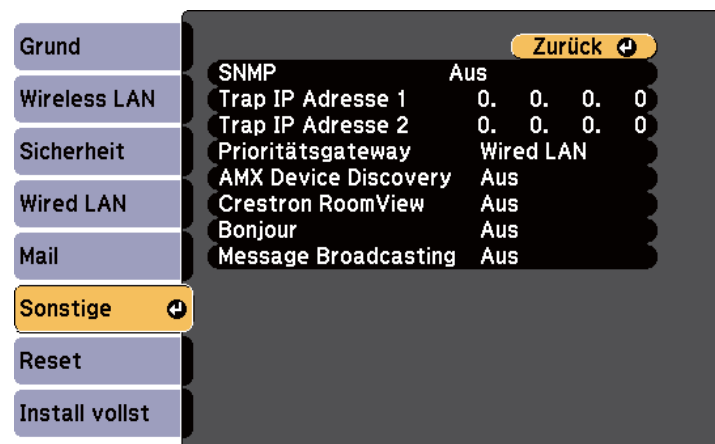 Grund
Wireless LAN
Sicherheit
Wired LAN
Mail
Sonstige
Reset
Install vollst
Zurück
SNMP Aus
Trap IP Adresse 1 0. 0. 0. 0
Trap IP Adresse 2 0. 0. 0. 0
Prioritätsgateway Wired LAN
AMX Device Discovery Aus
Crestron RoomView Aus
Bonjour Aus
Message Broadcasting Aus